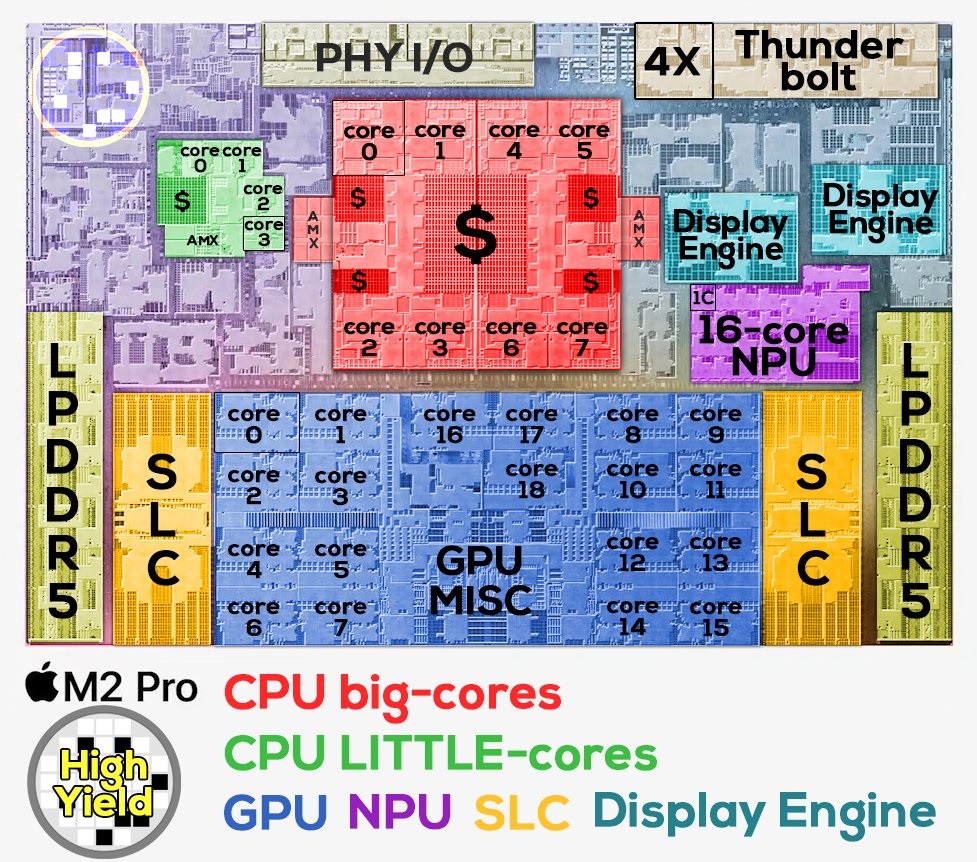 PHY I/O
4X
Thunder
bolt
core
0
core
1
core
4
core
5
core
0
core
1
$
core
2
core
3
AMX
A
M
X
$
$
$
$
$
A
M
X
core
2
core
3
core
6
core
7
Display
Engine
Display
Engine
1C
16-core
NPU
L
P
D
D
R
5
S
L
C
core
0
core
1
core
16
core
17
core
8
core
9
core
2
core
3
core
18
core
10
core
11
core
4
core
5
GPU
MISC
core
12
core
13
core
6
core
7
core
14
core
15
S
L
C
L
P
D
D
R
5
M2 Pro
High
Yield
CPU big-cores
CPU LITTLE-cores
GPU NPU SLC Display Engine